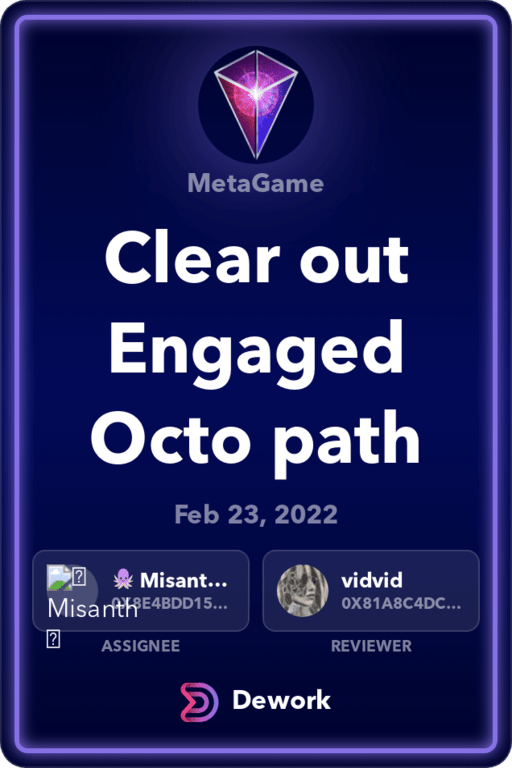 MetaGame
Clear out
Engaged
Octo path
Feb 23, 2022
🐙 Misant...
0X8E4BDD15...
Misanth
vidvid
0X81A8C4DC...
ASSIGNEE
REVIEWER
Dework